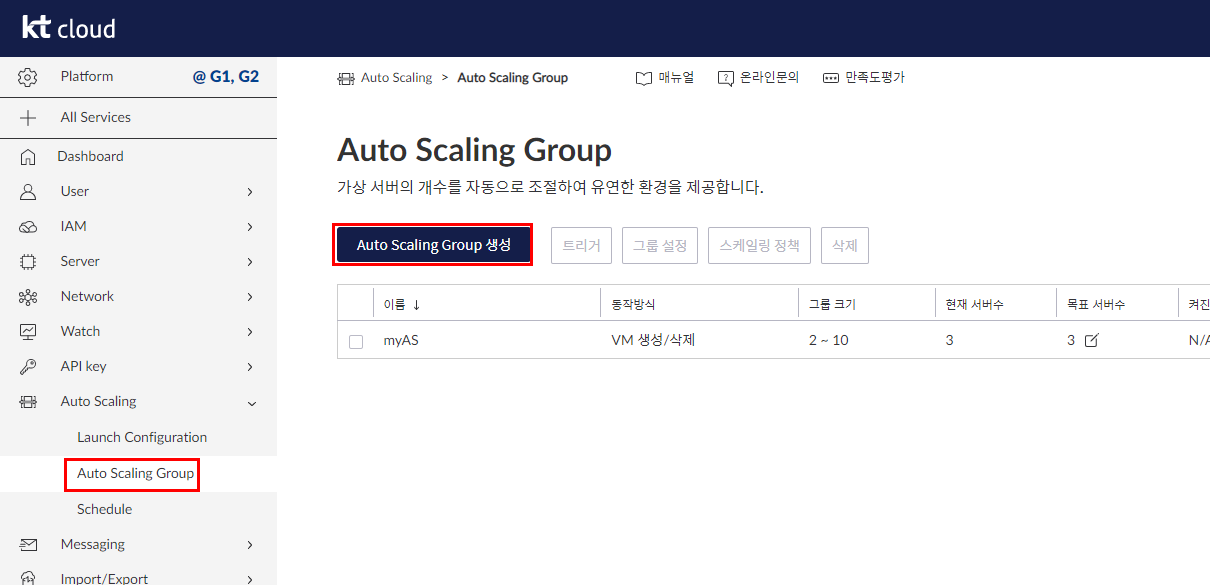 kt cloud
Platform @ G1, G2
All Services
Dashboard
User
IAM
Server
Network
Watch
API key
Auto Scaling
Launch Configuration
Auto Scaling Group
Schedule
Messaging
Import/Export
Auto Scaling > Auto Scaling Group 매뉴얼 온라인문의 만족도평가
Auto Scaling Group
가상 서버의 개수를 자동으로 조절하여 유연한 환경을 제공합니다.
Auto Scaling Group 생성 트리거 그룹 설정 스케일링 정책 삭제
이름 ↓ 동작방식 그룹 크기 현재 서버수 목표 서버수 켜진
myAS VM 생성/삭제 2 ~ 10 3 3 N/A